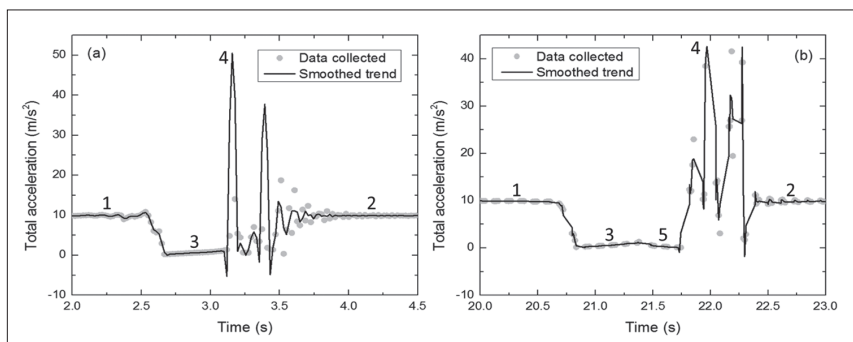 (a)
Data collected
Smoothed trend
4
1
2
3
50
40
30
20
10
0
-10
2.0 2.5 3.0 3.5 4.0 4.5
Time (s)
Total acceleration (m/s²)
(b)
Data collected
Smoothed trend
4
1
2
3
5
40
30
20
10
0
-10
20.0 20.5 21.0 21.5 22.0 22.5 23.0
Time (s)
Total acceleration (m/s²)